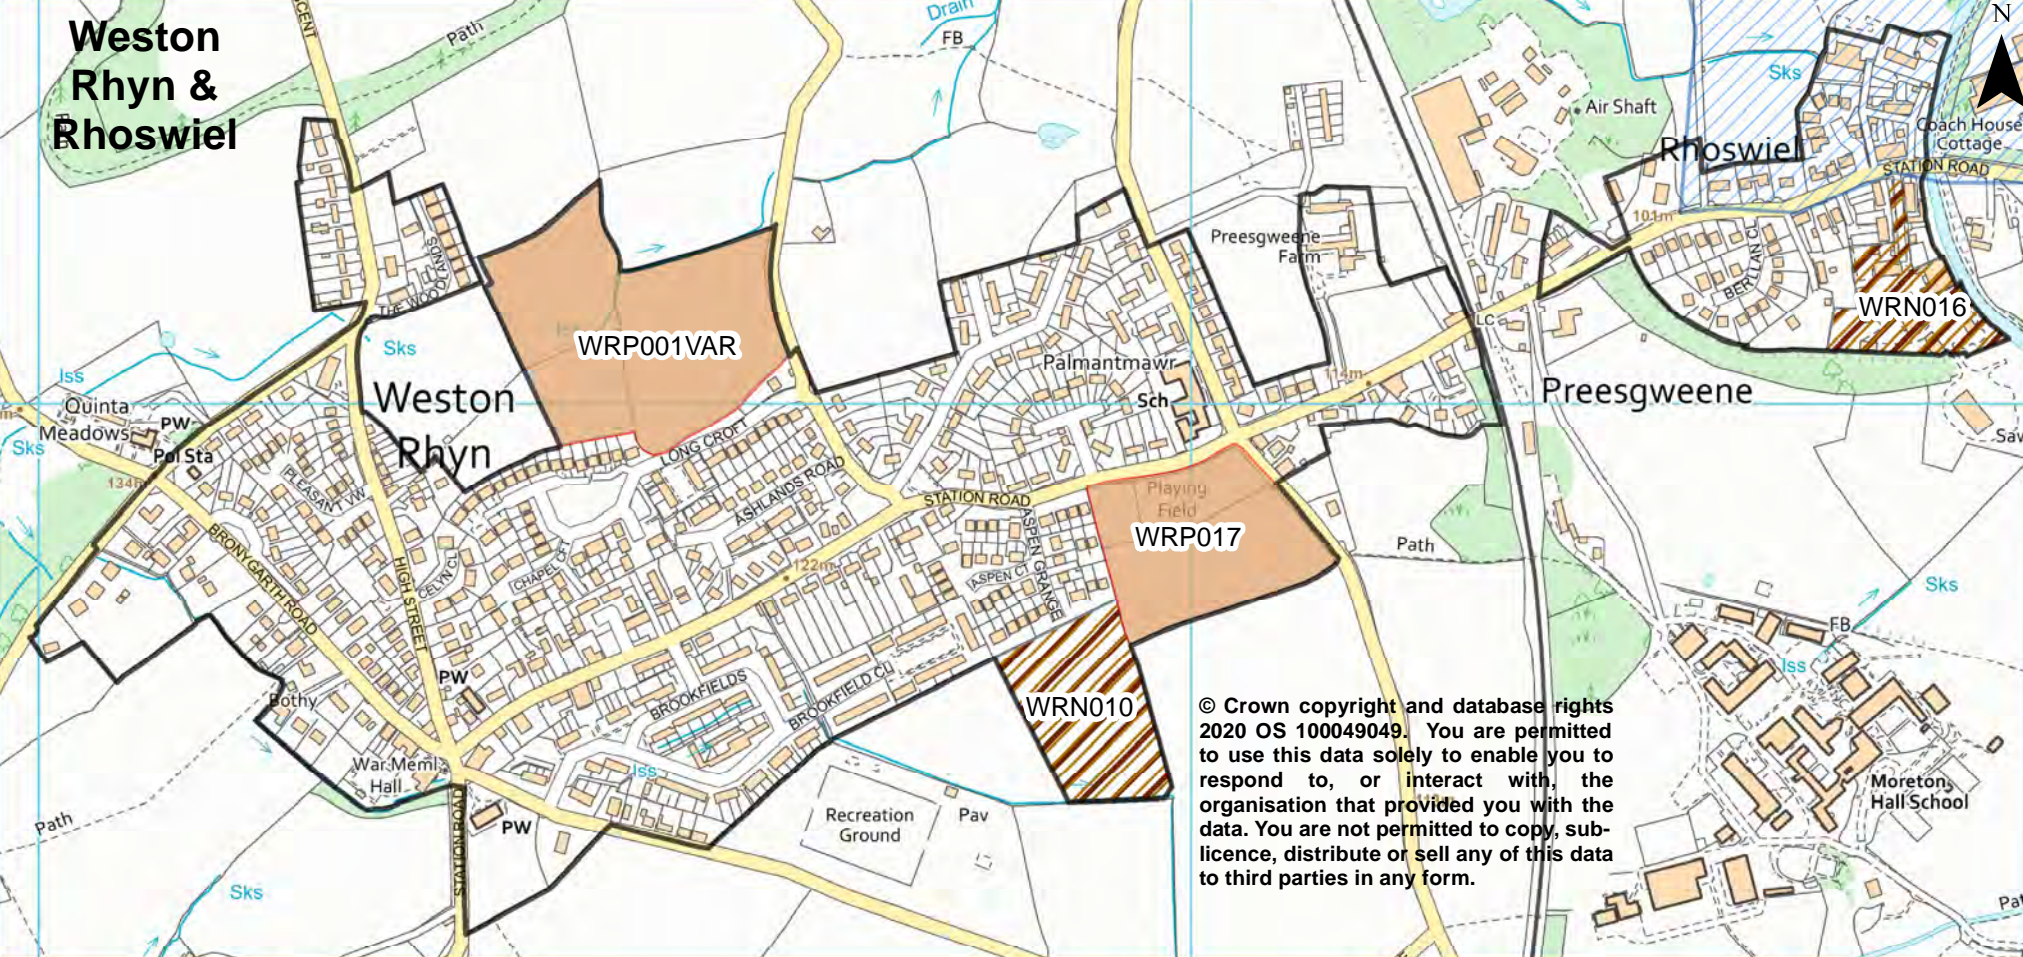 Weston
Rhyn &
Rhoswiel
N
Path
Drain
FB
Air Shaft
Sks
Rhoswiel
Coach House
Cottage
STATION ROAD
101m
THE WOODLANDS
Preesgweene
Farm
BERLLAN CL
WRN016
WRP001VAR
LC
Sks
Iss
Palmantmawr
114m
Sch
Preesgweene
Weston
Rhyn
Quinta
Meadows
PW
Pol Sta
Sks
134m
PLEASANT VW
LONG CROFT
ASHLANDS ROAD
STATION ROAD
Playing
Field
WRP017
Path
BRONYGARTH ROAD
HIGH STREET
CELYN CL
CHAPEL CFT
122m
ASPEN GRANGE
ASPEN CT
Sks
FB
Iss
PW
BROOKFIELDS
BROOKFIELD CL
WRN010
Bothy
War Meml
Hall
Iss
PW
STATION ROAD
Path
Recreation
Ground
Pav
Sks
Moreton
Hall School
© Crown copyright and database rights
2020 OS 100049049. You are permitted
to use this data solely to enable you to
respond to, or interact with, the
organisation that provided you with the
data. You are not permitted to copy, sub-
licence, distribute or sell any of this data
to third parties in any form.